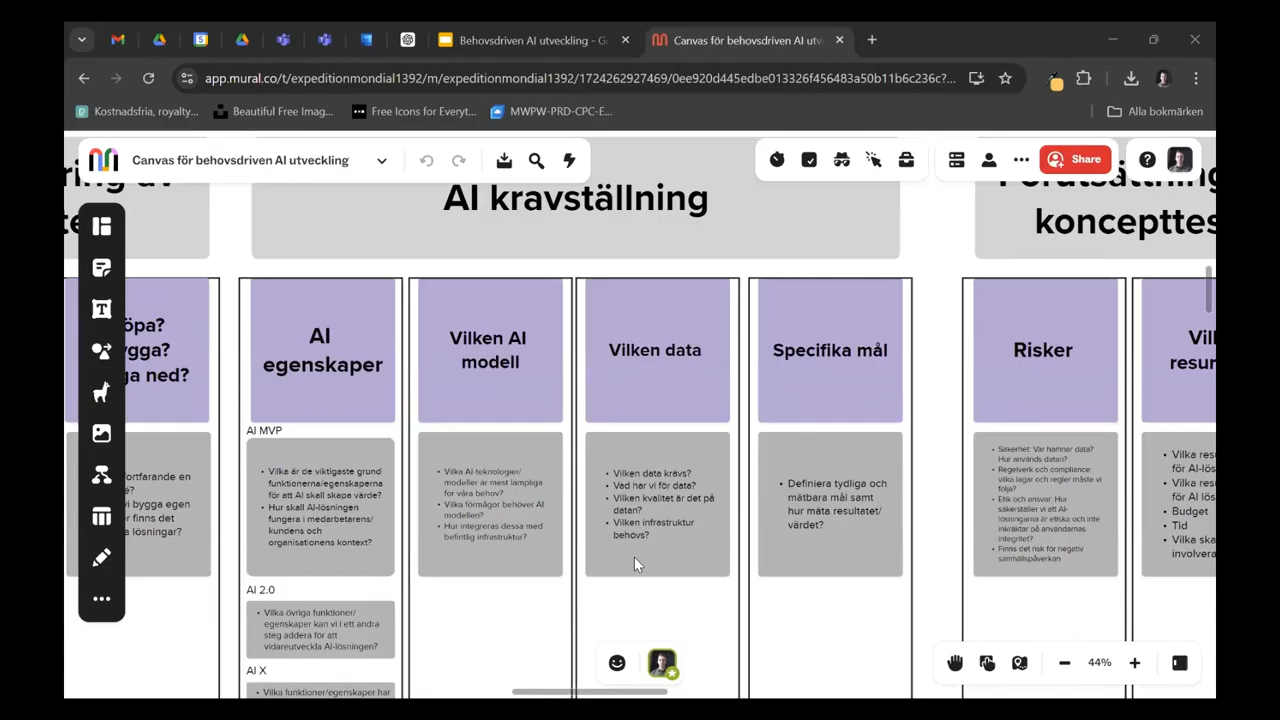 Behovsdriven AI utveckling - Go
Canvas för behovsdriven AI utv
app.mural.co/t/expeditionmondial1392/m/expeditionmondial1392/1724262927469/0ee920d445edbe013326f456483a50b11b6c236c?...
Kostnadsfria, royalty...
Beautiful Free Imag...
Free Icons for Everyt...
MWPW-PRD-CPC-E...
Alla bokmärken
Canvas för behovsdriven AI utveckling
Share
ring av
AI kravställning
koncepttes
öpa?
ygga?
ga ned?
AI
egenskaper
Vilken AI
modell
Vilken data
Specifika mål
Risker
Vill
resur
AI MVP
ortfarande en
é?
vi bygga egen
er finns det
a lösningar?
• Vilka är de viktigaste grund
funktionerna/egenskaperna
för att AI skall skapa värde?
• Hur skall AI-lösningen
fungera i medarbetarens/
kundens och
organisationens kontext?
• Vilka AI-teknologier/
modeller är mest lämpliga
för våra behov?
• Vilka förmågor behöver AI
modellen?
• Hur integreras dessa med
befintlig infrastruktur?
• Vilken data krävs?
• Vad har vi för data?
• Vilken kvalitet är det på
datan?
• Vilken infrastruktur
behövs?
• Definiera tydliga och
mätbara mål samt
hur mäta resultatet/
värdet?
• Säkerhet: Var hamnar data?
Hur används datan?
• Regelverk och compliance:
vilka lagar och regler måste vi
följa?
• Etik och ansvar: Hur
säkerställer vi att AI-
lösningarna är etiska och inte
inkräktar på användarnas
integritet?
• Finns det risk för negativ
samhällspåverkan
• Vilka resu
för AI-lös
• Vilka rest
för AI lös
• Budget
• Tid
• Vilka ska
involvera
AI 2.0
• Vilka övriga funktioner/
egenskaper kan vi i ett andra
steg addera för att
vidareutveckla AI-lösningen?
AI X
• Vilka funktioner/egenskaper har
44%